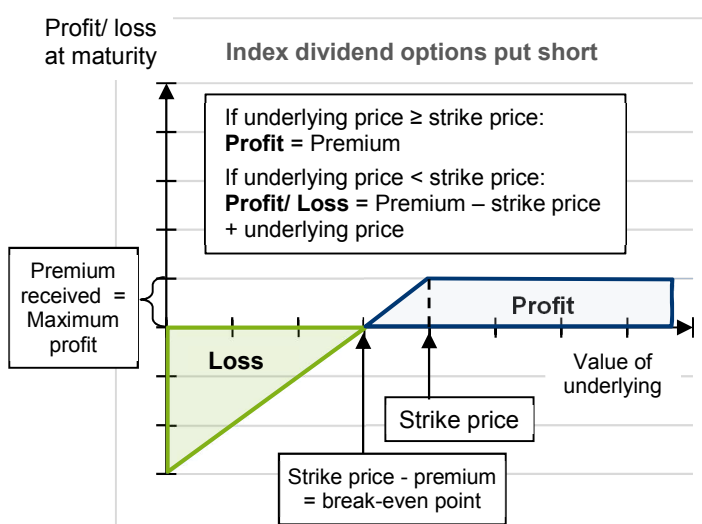 Profit/ loss
at maturity
Index dividend options put short
If underlying price ≥ strike price:
Profit = Premium
If underlying price < strike price:
Profit/ Loss = Premium – strike price
+ underlying price
Premium
received =
Maximum
profit
Profit
Loss
Value of
underlying
Strike price
Strike price - premium
= break-even point